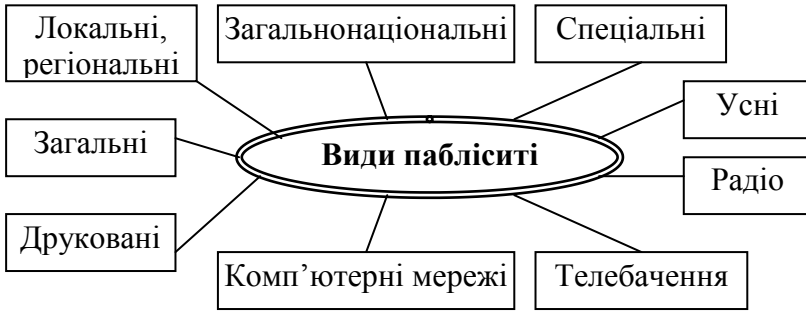 Локальні,
регіональні
Загальнонаціональні
Спеціальні
Усні
Загальні
Види пабліситі
Радіо
Друковані
Комп’ютерні мережі
Телебачення